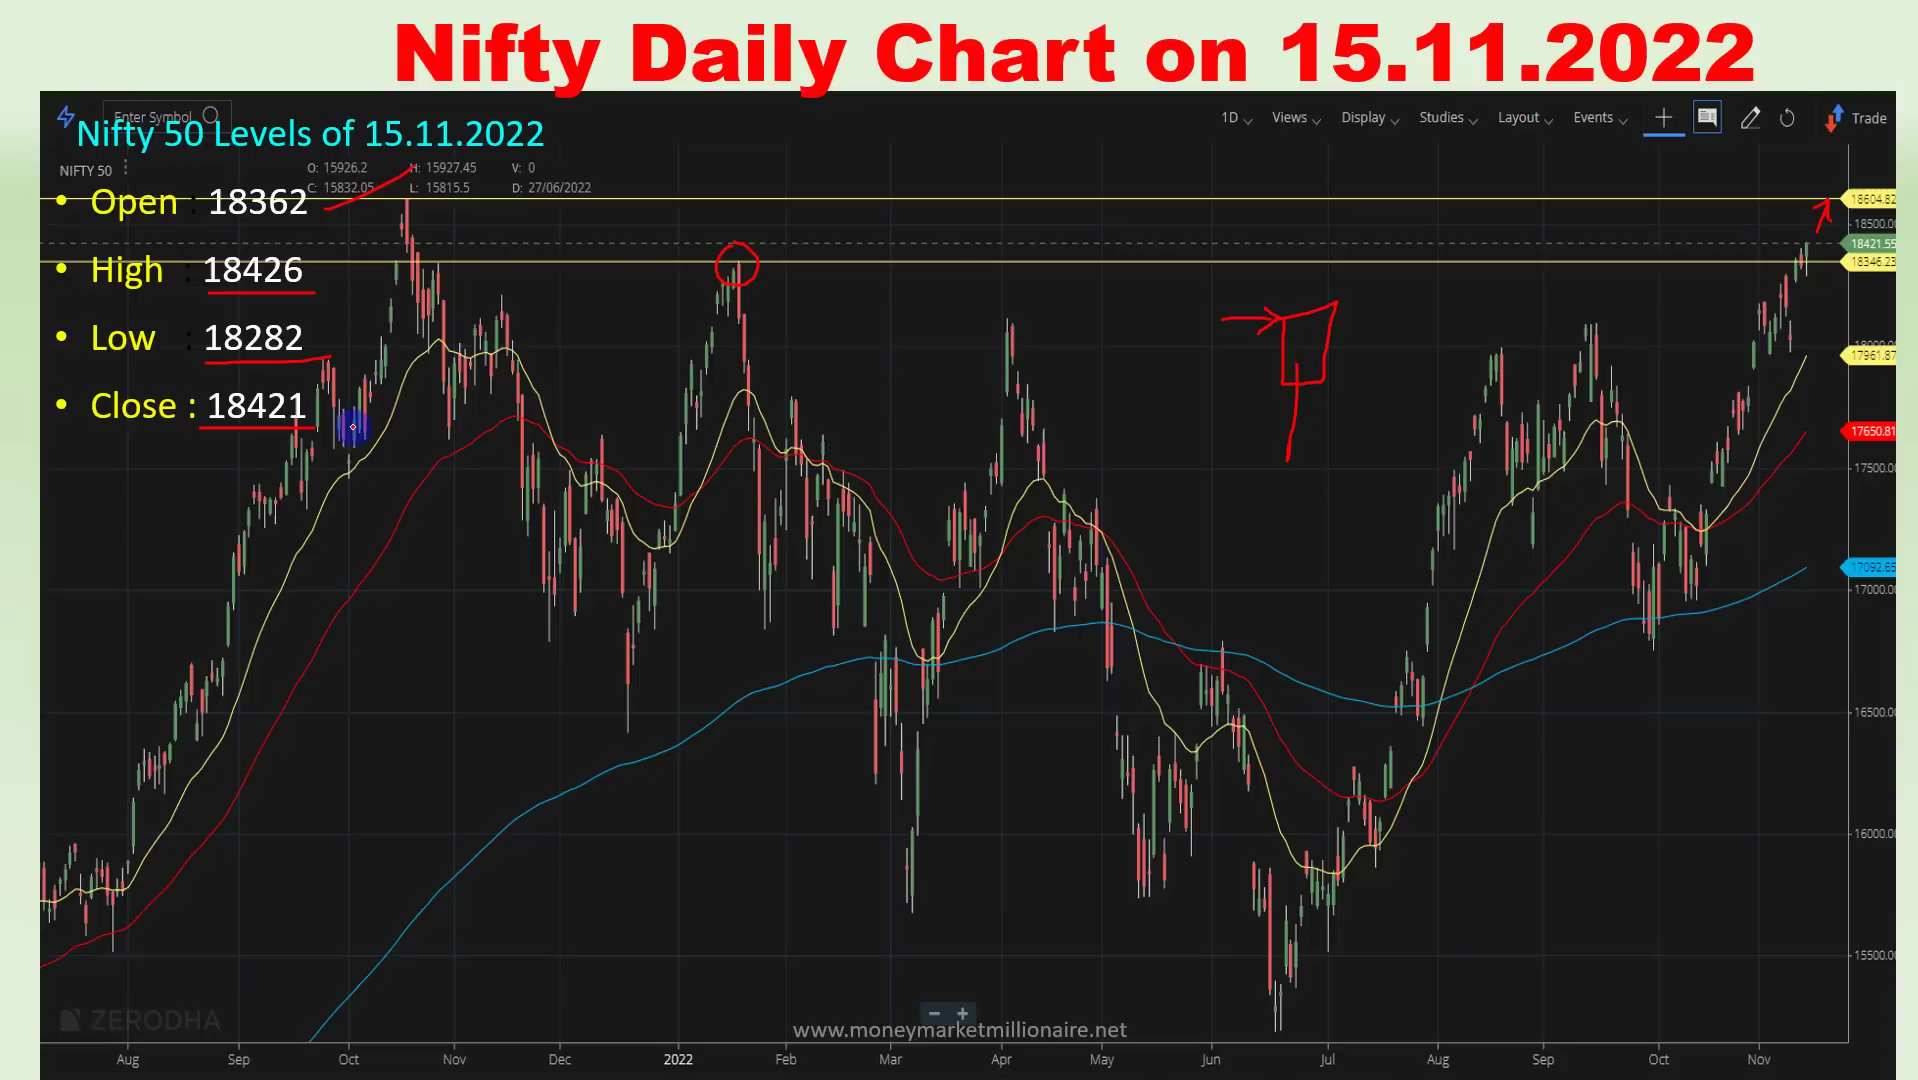 Nifty Daily Chart on 15.11.2022
Enter Symbol
1D Views Display Studies Layout Events Trade
Nifty 50 Levels of 15.11.2022
NIFTY 50
O: 15926.2 H: 15927.45 V: 0
C: 15832.05 L: 15815.5 D: 27/06/2022
• Open : 18362
• High : 18426
• Low : 18282
• Close : 18421
18604.82
18500.00
18421.55
18346.23
18000.00
17961.87
17650.81
17500.00
17092.65
17000.00
16500.00
16000.00
15500.00
ZERODHA
− +
www.moneymarketmillionaire.net
Aug Sep Oct Nov Dec 2022 Feb Mar Apr May Jun Jul Aug Sep Oct Nov